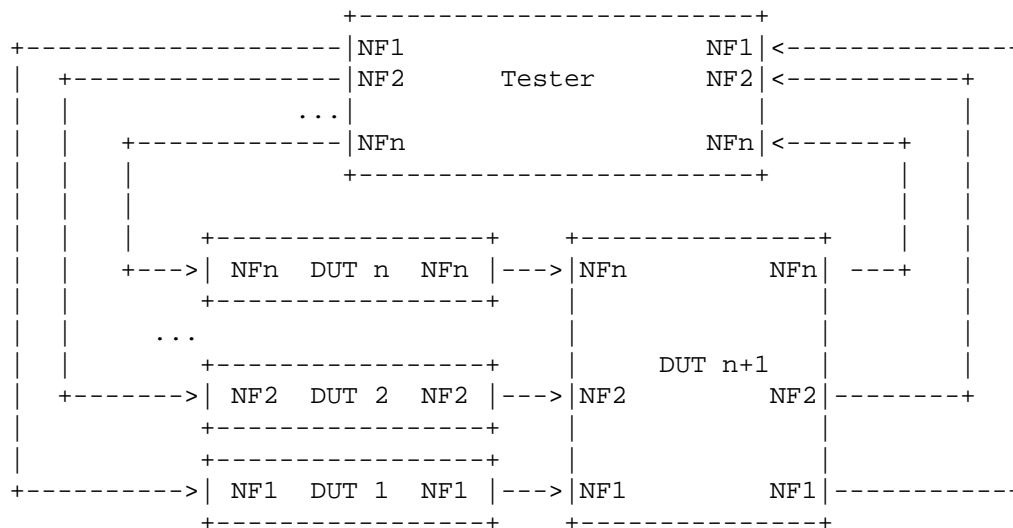 NF1 NF1
NF2 Tester NF2
...
NFn NFn
NFn DUT n NFn NFn NFn
...
DUT n+1
NF2 DUT 2 NF2 NF2 NF2
NF1 DUT 1 NF1 NF1 NF1